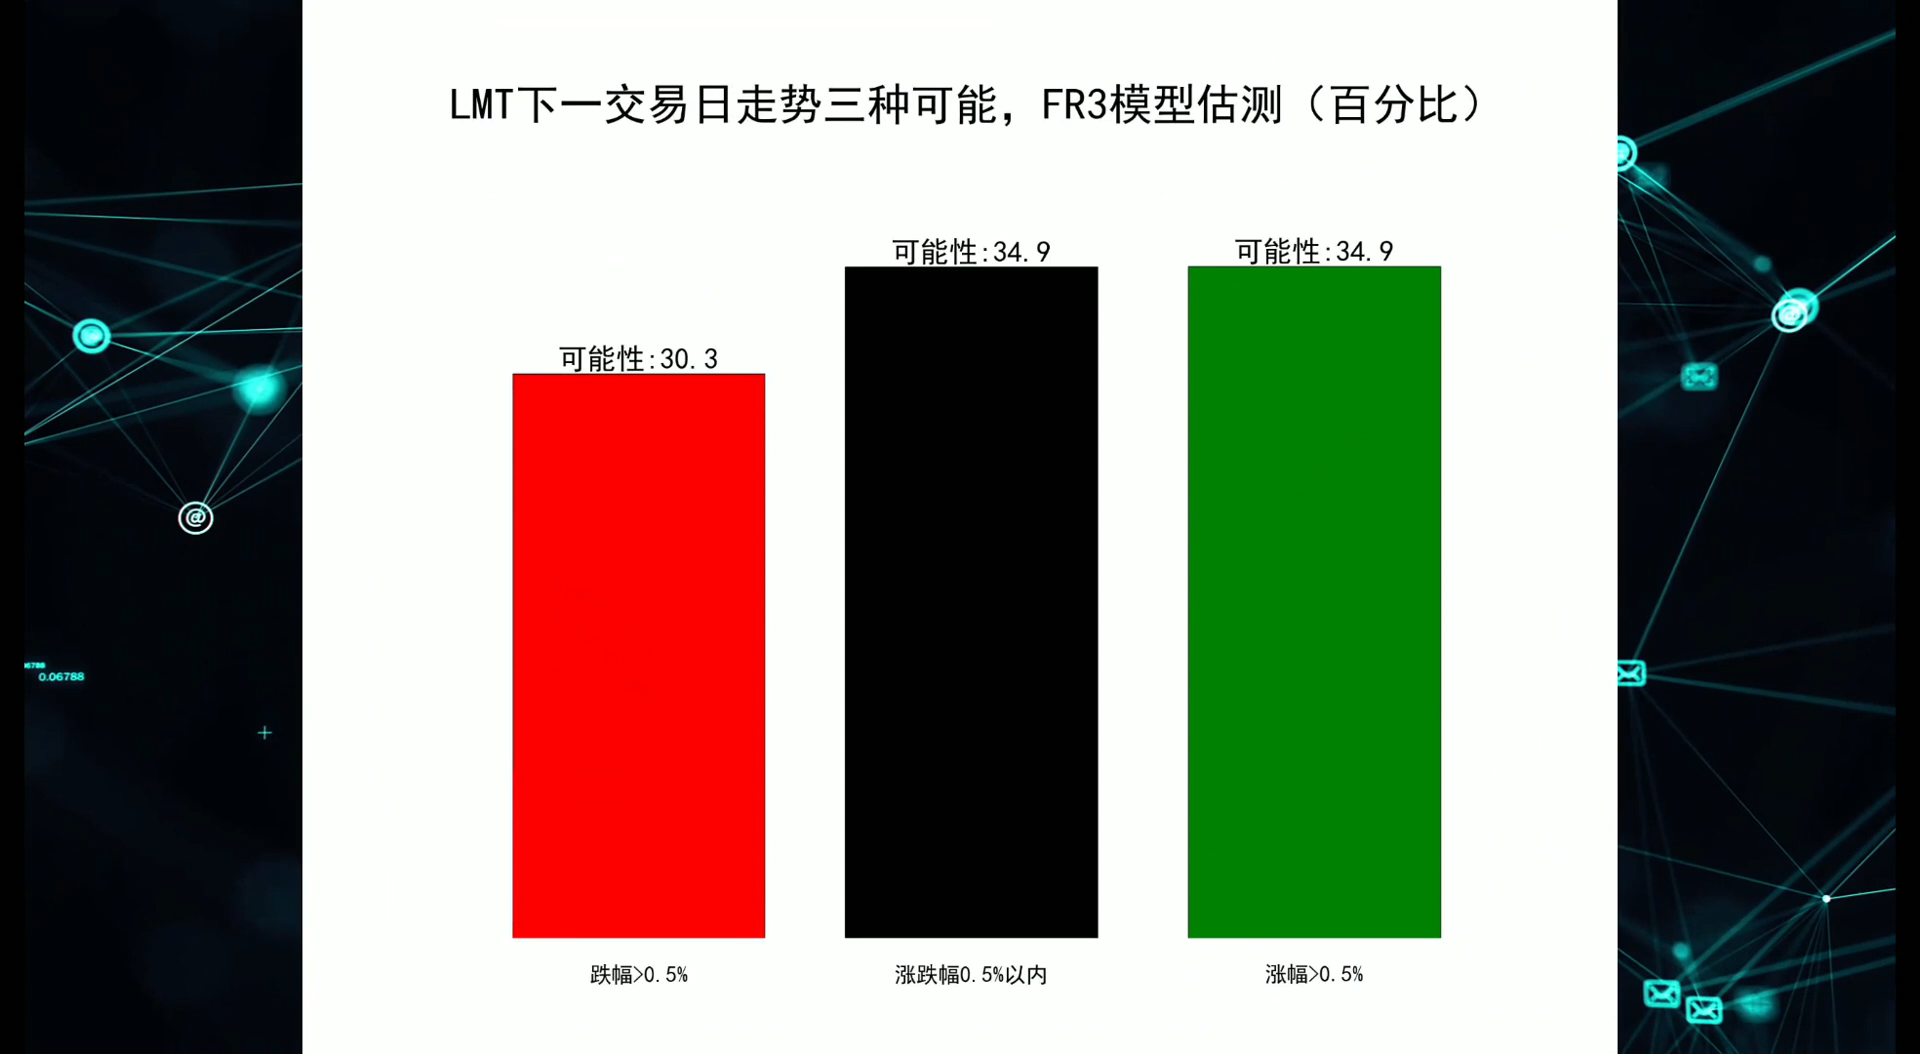 LMT下一交易日走势三种可能，FR3模型估测（百分比）
可能性:30.3
可能性:34.9
可能性:34.9
跌幅>0.5%
涨跌幅0.5%以内
涨幅>0.5%
@
6788
0.06788